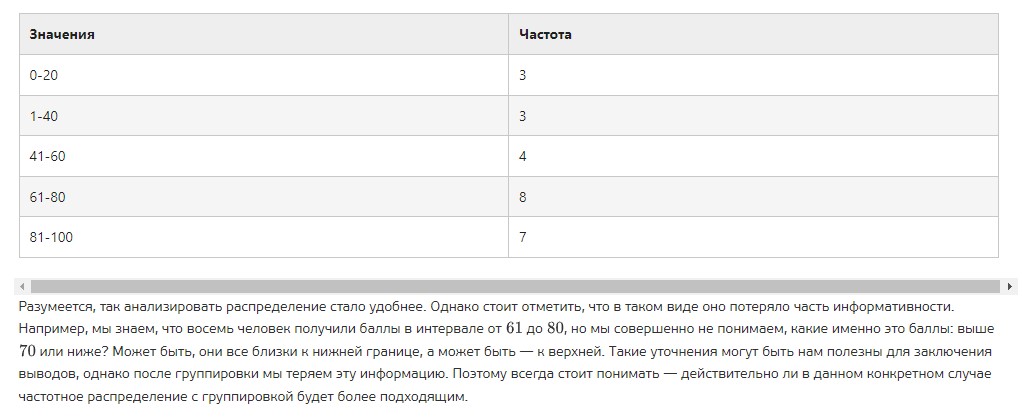 Значения Частота
0-20 3
1-40 3
41-60 4
61-80 8
81-100 7
Разумеется, так анализировать распределение стало удобнее. Однако стоит отметить, что в таком виде оно потеряло часть информативности.
Например, мы знаем, что восемь человек получили баллы в интервале от 61 до 80, но мы совершенно не понимаем, какие именно это баллы: выше
70 или ниже? Может быть, они все близки к нижней границе, а может быть — к верхней. Такие уточнения могут быть нам полезны для заключения
выводов, однако после группировки мы теряем эту информацию. Поэтому всегда стоит понимать — действительно ли в данном конкретном случае
частотное распределение с группировкой будет более подходящим.